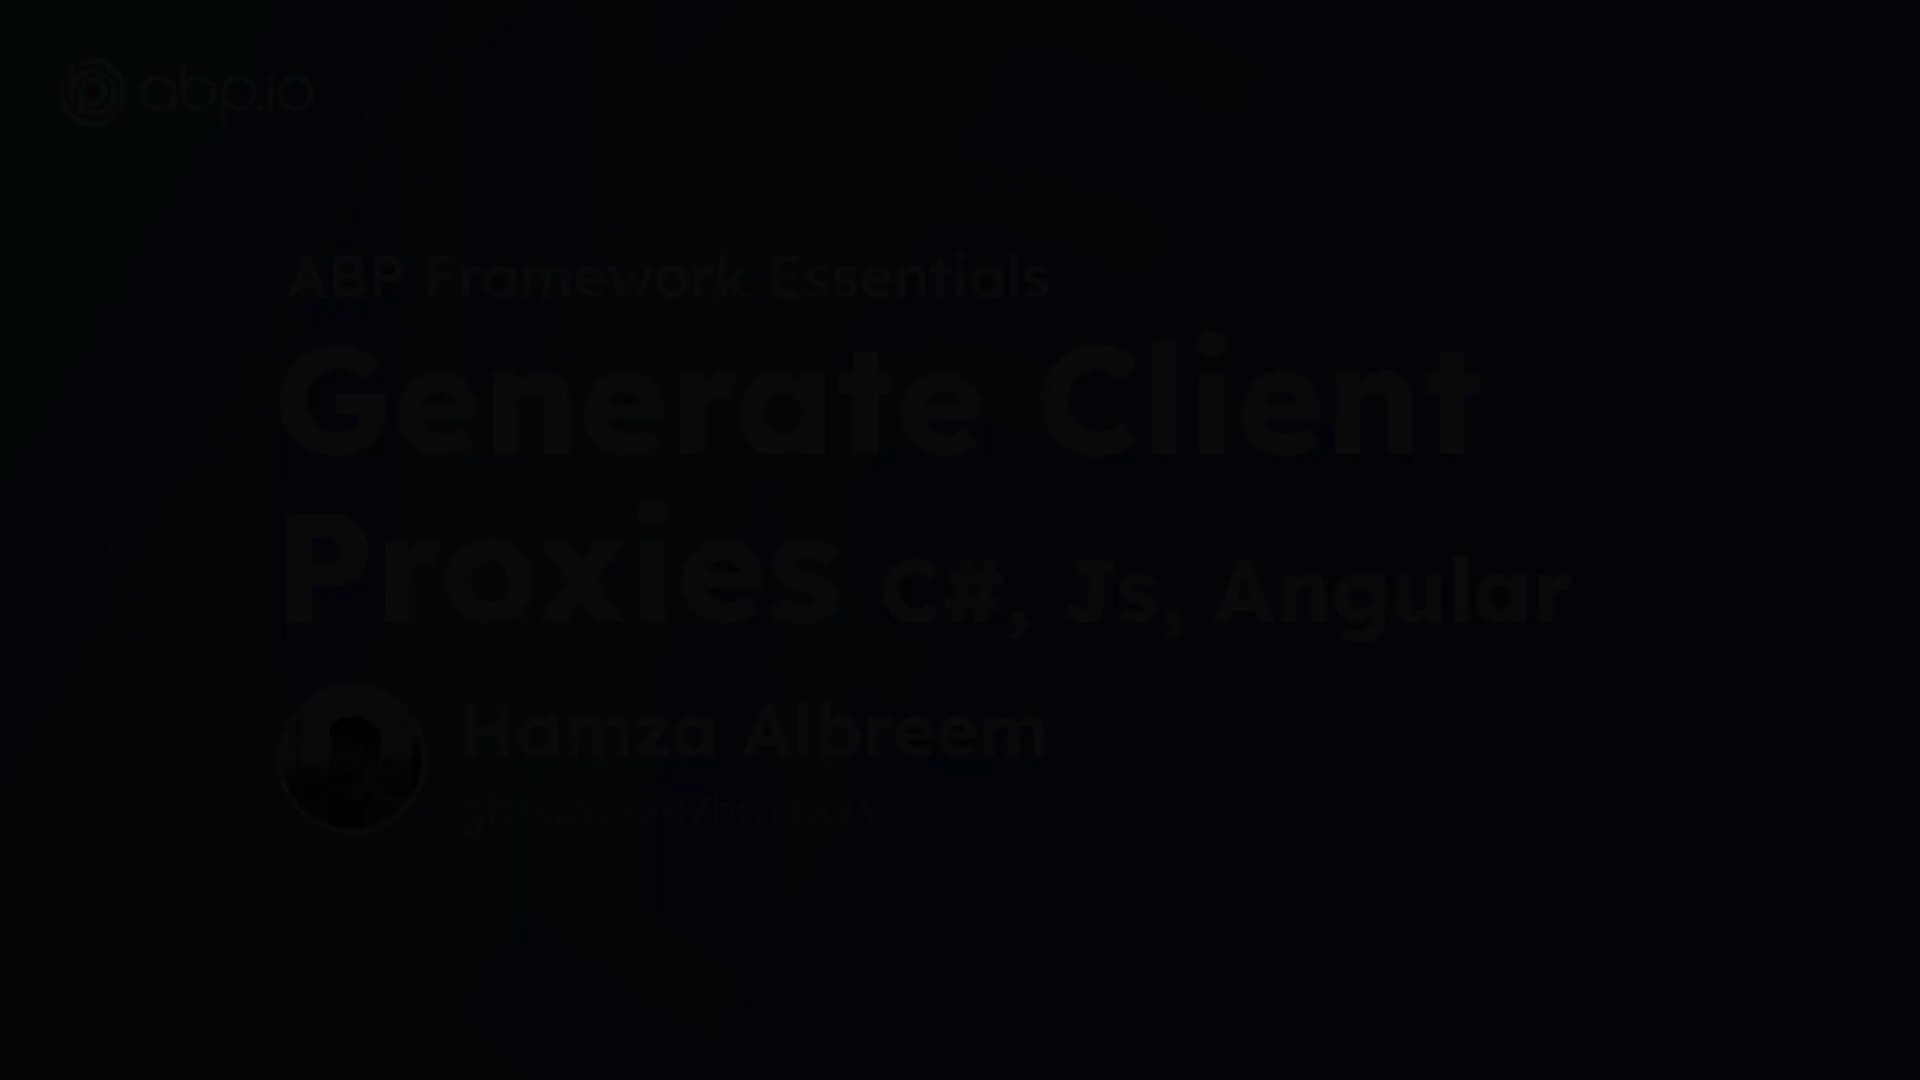 abp.io
ABP Framework Essentials
Generate Client
Proxies C#, Js, Angular
Hamza Albreem